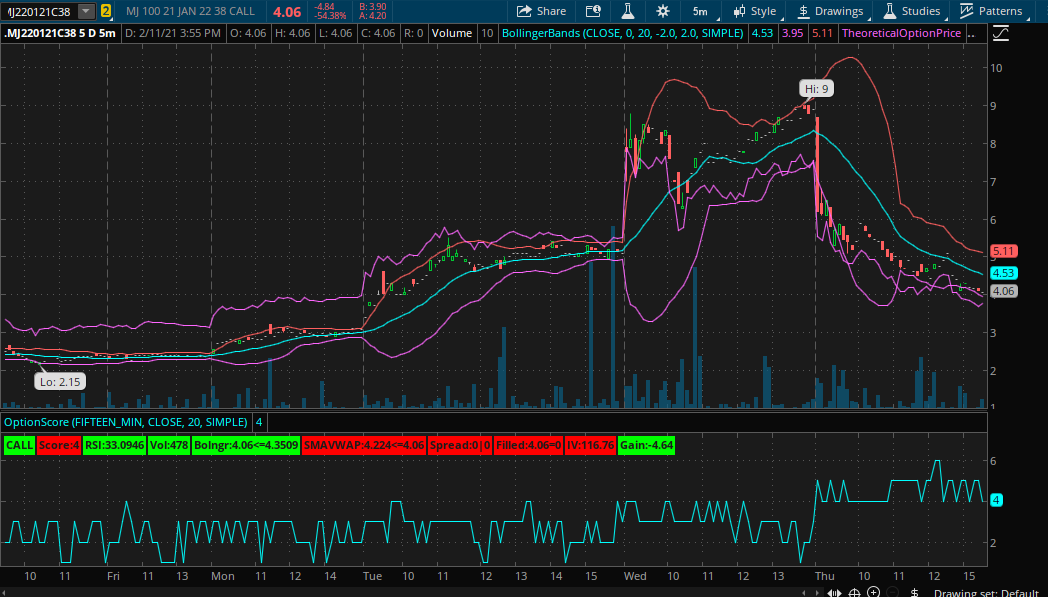 MJ220121C38 2 MJ 100 21 JAN 22 38 CALL 4.06 -4.84 B: 3.90 Share 5m Style Drawings Studies Patterns
-54.38% A: 4.20
.MJ220121C38 5 D 5m D: 2/11/21 3:55 PM O: 4.06 H: 4.06 L: 4.06 C: 4.06 R: 0 Volume 10 BollingerBands (CLOSE, 0, 20, -2.0, 2.0, SIMPLE) 4.53 3.95 5.11 TheoreticalOptionPrice ..
10
Hi: 9
9
8
7
6
5.11
5
4.53
4.06
3
Lo: 2.15
2
1
OptionScore (FIFTEEN_MIN, CLOSE, 20, SIMPLE) 4
CALL Score:4 RSI:33.0946 Vol:478 Bolngr:4.06<=4.3509 SMAVWAP:4.224<=4.06 Spread:0|0 Filled:4.06=0 IV:116.76 Gain:-4.64
6
4
2
10 11 Fri 11 13 Mon 11 12 14 Tue 10 11 12 13 14 15 Wed 10 11 12 13 Thu 10 11 12 15
Drawing set: Default